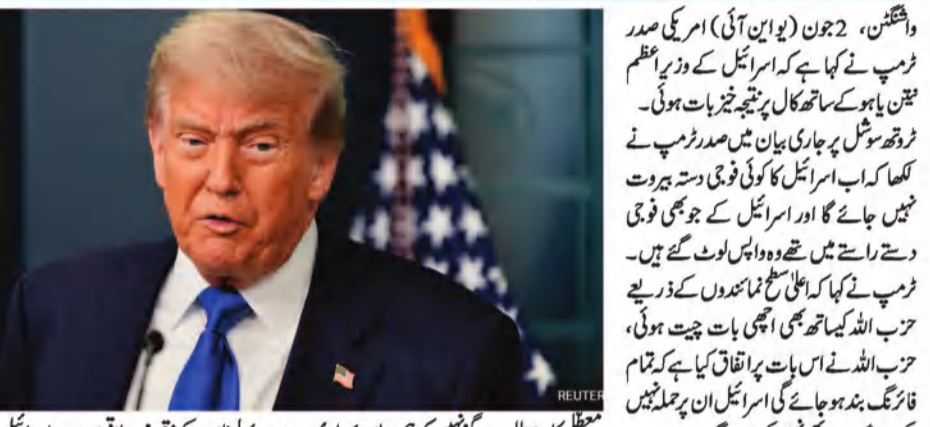 واشنگٹن، 2 جون (یو این آئی) امریکی صدر
ٹرمپ نے کہا ہے کہ اسرائیل کے وزیراعظم
نیتن یاہو کے ساتھ کال پر نتیجہ خیز بات ہوئی۔
ٹروتھ سوشل پر جاری بیان میں صدر ٹرمپ نے
لکھا کہ اب اسرائیل کا کوئی فوجی دستہ بیروت
نہیں جائے گا اور اسرائیل کے جو بھی فوجی
دستے راستے میں تھے وہ واپس لوٹ گئے ہیں۔
ٹرمپ نے کہا کہ اعلیٰ سطح نمائندوں کے ذریعے
حزب اللہ کیساتھ بھی اچھی بات چیت ہوئی،
حزب اللہ نے اس بات پر اتفاق کیا ہے کہ تمام
فائرنگ بند ہو جائے گی اسرائیل ان پر حملہ نہیں
REUTER